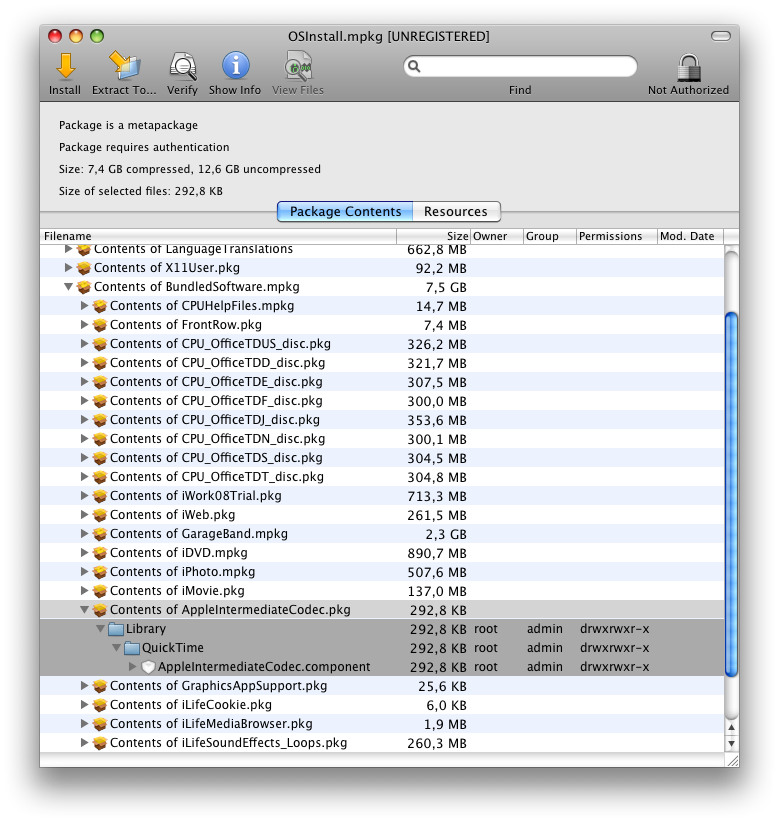 OSInstall.mpkg [UNREGISTERED]
Install Extract To... Verify Show Info View Files Find Not Authorized
Package is a metapackage
Package requires authentication
Size: 7,4 GB compressed, 12,6 GB uncompressed
Size of selected files: 292,8 KB
Package Contents Resources
Filename Size Owner Group Permissions Mod. Date
Contents of LanguageTranslations 662,8 MB
Contents of X11User.pkg 92,2 MB
Contents of BundledSoftware.mpkg 7,5 GB
Contents of CPUHelpFiles.mpkg 14,7 MB
Contents of FrontRow.pkg 7,4 MB
Contents of CPU_OfficeTDUS_disc.pkg 326,2 MB
Contents of CPU_OfficeTDD_disc.pkg 321,7 MB
Contents of CPU_OfficeTDE_disc.pkg 307,5 MB
Contents of CPU_OfficeTDF_disc.pkg 300,0 MB
Contents of CPU_OfficeTDJ_disc.pkg 353,6 MB
Contents of CPU_OfficeTDN_disc.pkg 300,1 MB
Contents of CPU_OfficeTDS_disc.pkg 304,5 MB
Contents of CPU_OfficeTDT_disc.pkg 304,8 MB
Contents of iWork08Trial.pkg 713,3 MB
Contents of iWeb.pkg 261,5 MB
Contents of GarageBand.mpkg 2,3 GB
Contents of iDVD.mpkg 890,7 MB
Contents of iPhoto.mpkg 507,6 MB
Contents of iMovie.pkg 137,0 MB
Contents of AppleIntermediateCodec.pkg 292,8 KB
Library 292,8 KB root admin drwxrwxr-x
QuickTime 292,8 KB root admin drwxrwxr-x
AppleIntermediateCodec.component 292,8 KB root admin drwxrwxr-x
Contents of GraphicsAppSupport.pkg 25,6 KB
Contents of iLifeCookie.pkg 6,0 KB
Contents of iLifeMediaBrowser.pkg 1,9 MB
Contents of iLifeSoundEffects_Loops.pkg 260,3 MB